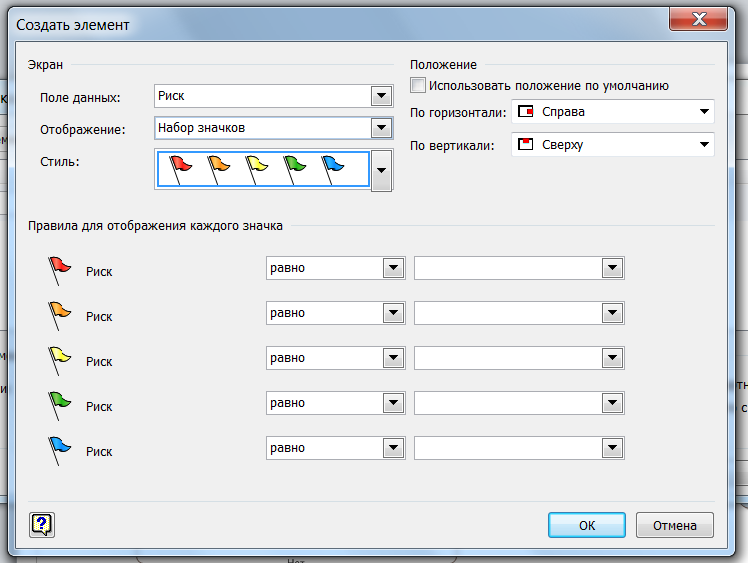 Создать элемент
Экран
Поле данных: Риск
Отображение: Набор значков
Стиль:
Положение
Использовать положение по умолчанию
По горизонтали: Справа
По вертикали: Сверху
Правила для отображения каждого значка
Риск равно
Риск равно
Риск равно
Риск равно
Риск равно
ОК
Отмена